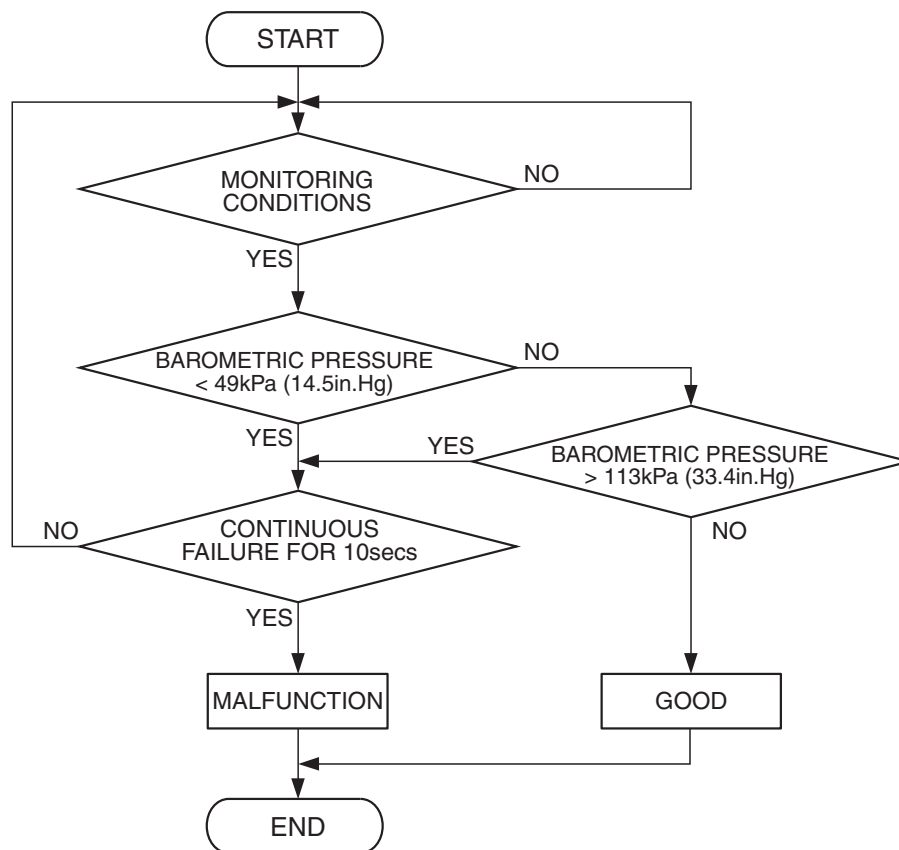 START
MONITORING
CONDITIONS
NO
YES
BAROMETRIC PRESSURE
< 49kPa (14.5in.Hg)
NO
YES
BAROMETRIC PRESSURE
> 113kPa (33.4in.Hg)
YES
NO
CONTINUOUS
FAILURE FOR 10secs
NO
YES
MALFUNCTION
GOOD
END